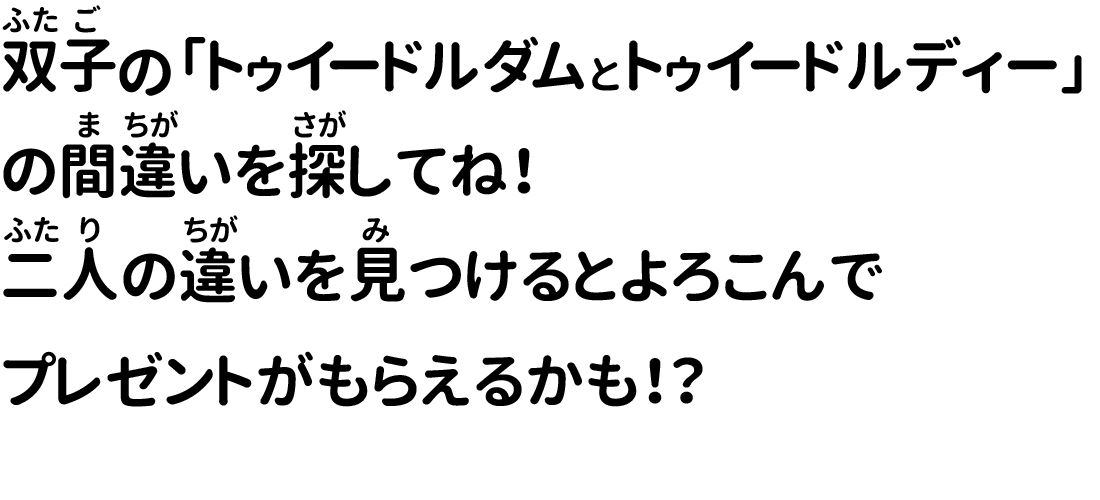 ふたご
双子の「トゥイードルダムとトゥイードルディー」
まちが さが
の間違いを探してね！
ふたり ちが み
二人の違いを見つけるとよろこんで
プレゼントがもらえるかも！？